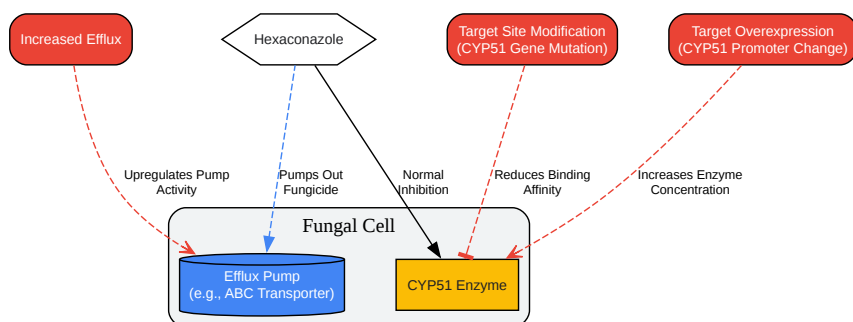 Increased Efflux
Hexaconazole
Target Site Modification
(CYP51 Gene Mutation)
Target Overexpression
(CYP51 Promoter Change)
Upregulates Pump
Activity
Pumps Out
Fungicide
Normal
Inhibition
Reduces Binding
Affinity
Increases Enzyme
Concentration
Fungal Cell
Efflux Pump
(e.g., ABC Transporter)
CYP51 Enzyme